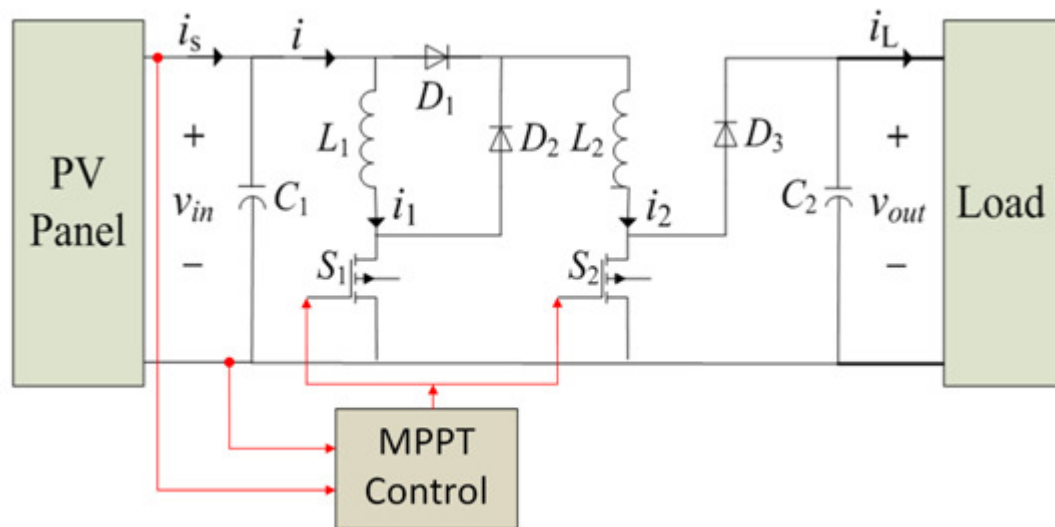 PV
Panel
i_s
+
v_in
−
C_1
i
L_1
i_1
S_1
D_1
D_2
L_2
i_2
S_2
D_3
C_2
i_L
+
v_out
−
Load
MPPT
Control